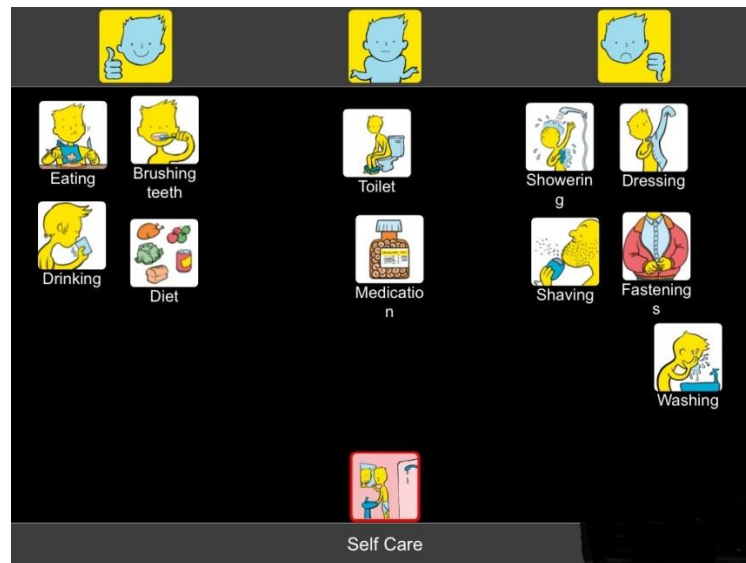 Eating
Brushing
teeth
Toilet
Showerin
g
Dressing
Drinking
Diet
Medicatio
n
Shaving
Fastening
s
Washing
Self Care